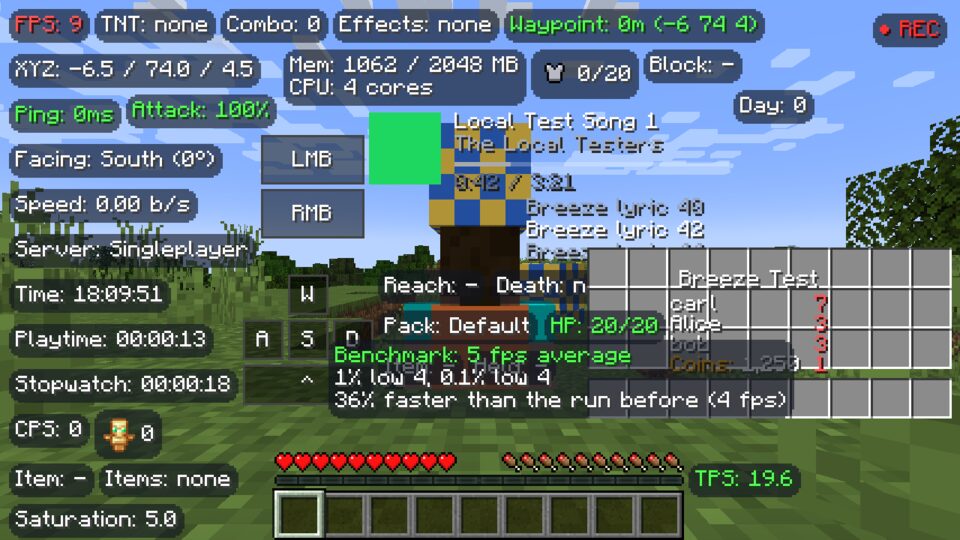 FPS: 9
TNT: none
Combo: 0
Effects: none
Waypoint: 0m (-6 74 4)
REC
XYZ: -6.5 / 74.0 / 4.5
Mem: 1062 / 2048 MB
CPU: 4 cores
0/20
Block: -
Day: 0
Ping: 0ms
Attack: 100%
Local Test Song 1
The Local Testers
0:42 / 3:21
Facing: South (0°)
LMB
RMB
Speed: 0.00 b/s
Breeze lyric 40
Breeze lyric 42
Breeze lyric
Server: Singleplayer
Time: 18:09:51
W
Reach: -
Death: n
Breeze Test
carl 7
Alice 3
bob 3
Coins: 1,250 1
Playtime: 00:00:13
A
S
D
Pack: Default
HP: 20/20
Benchmark: 5 fps average
1% low 4, 0.1% low 4
36% faster than the run before (4 fps)
Stopwatch: 00:00:18
^
CPS: 0
0
Item: -
Items: none
TPS: 19.6
Saturation: 5.0